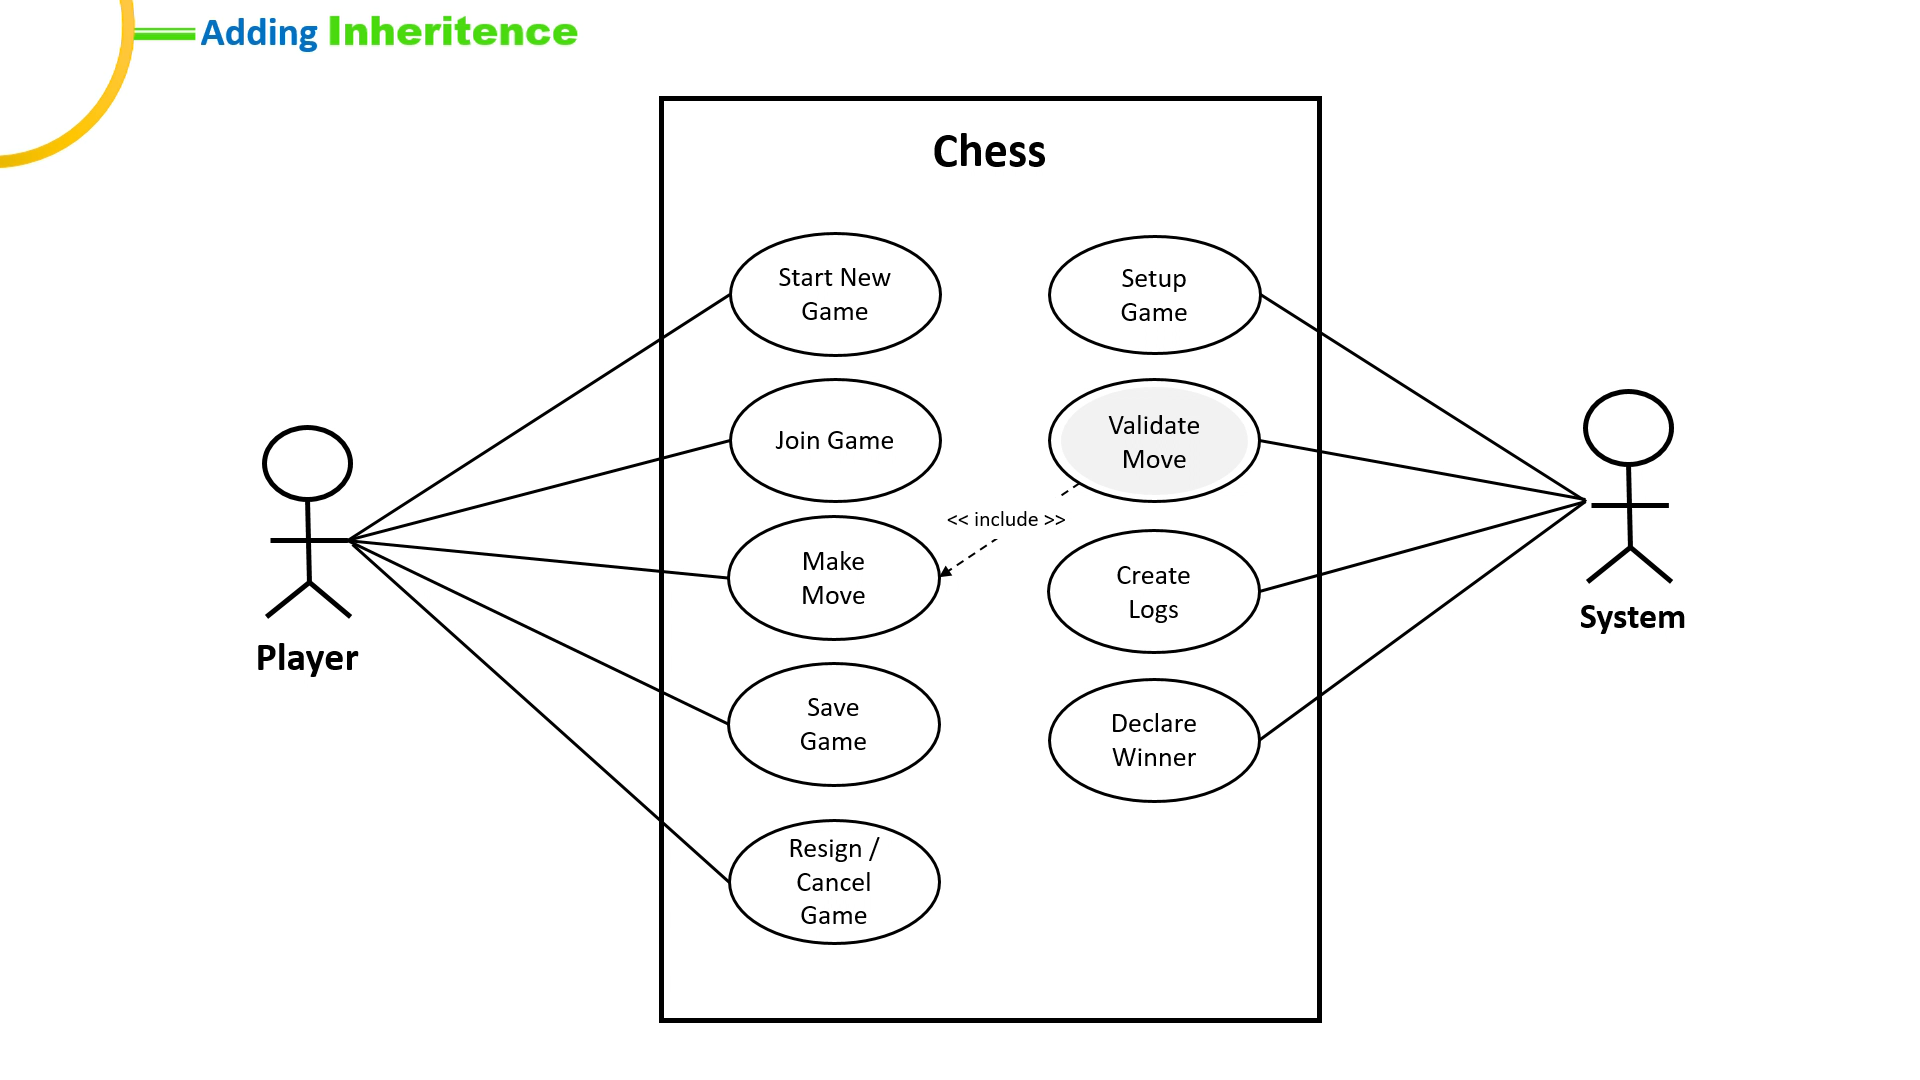 Adding Inheritence
Chess
Start New
Game
Setup
Game
Join Game
Validate
Move
<< include >>
Make
Move
Create
Logs
Player
System
Save
Game
Declare
Winner
Resign /
Cancel
Game